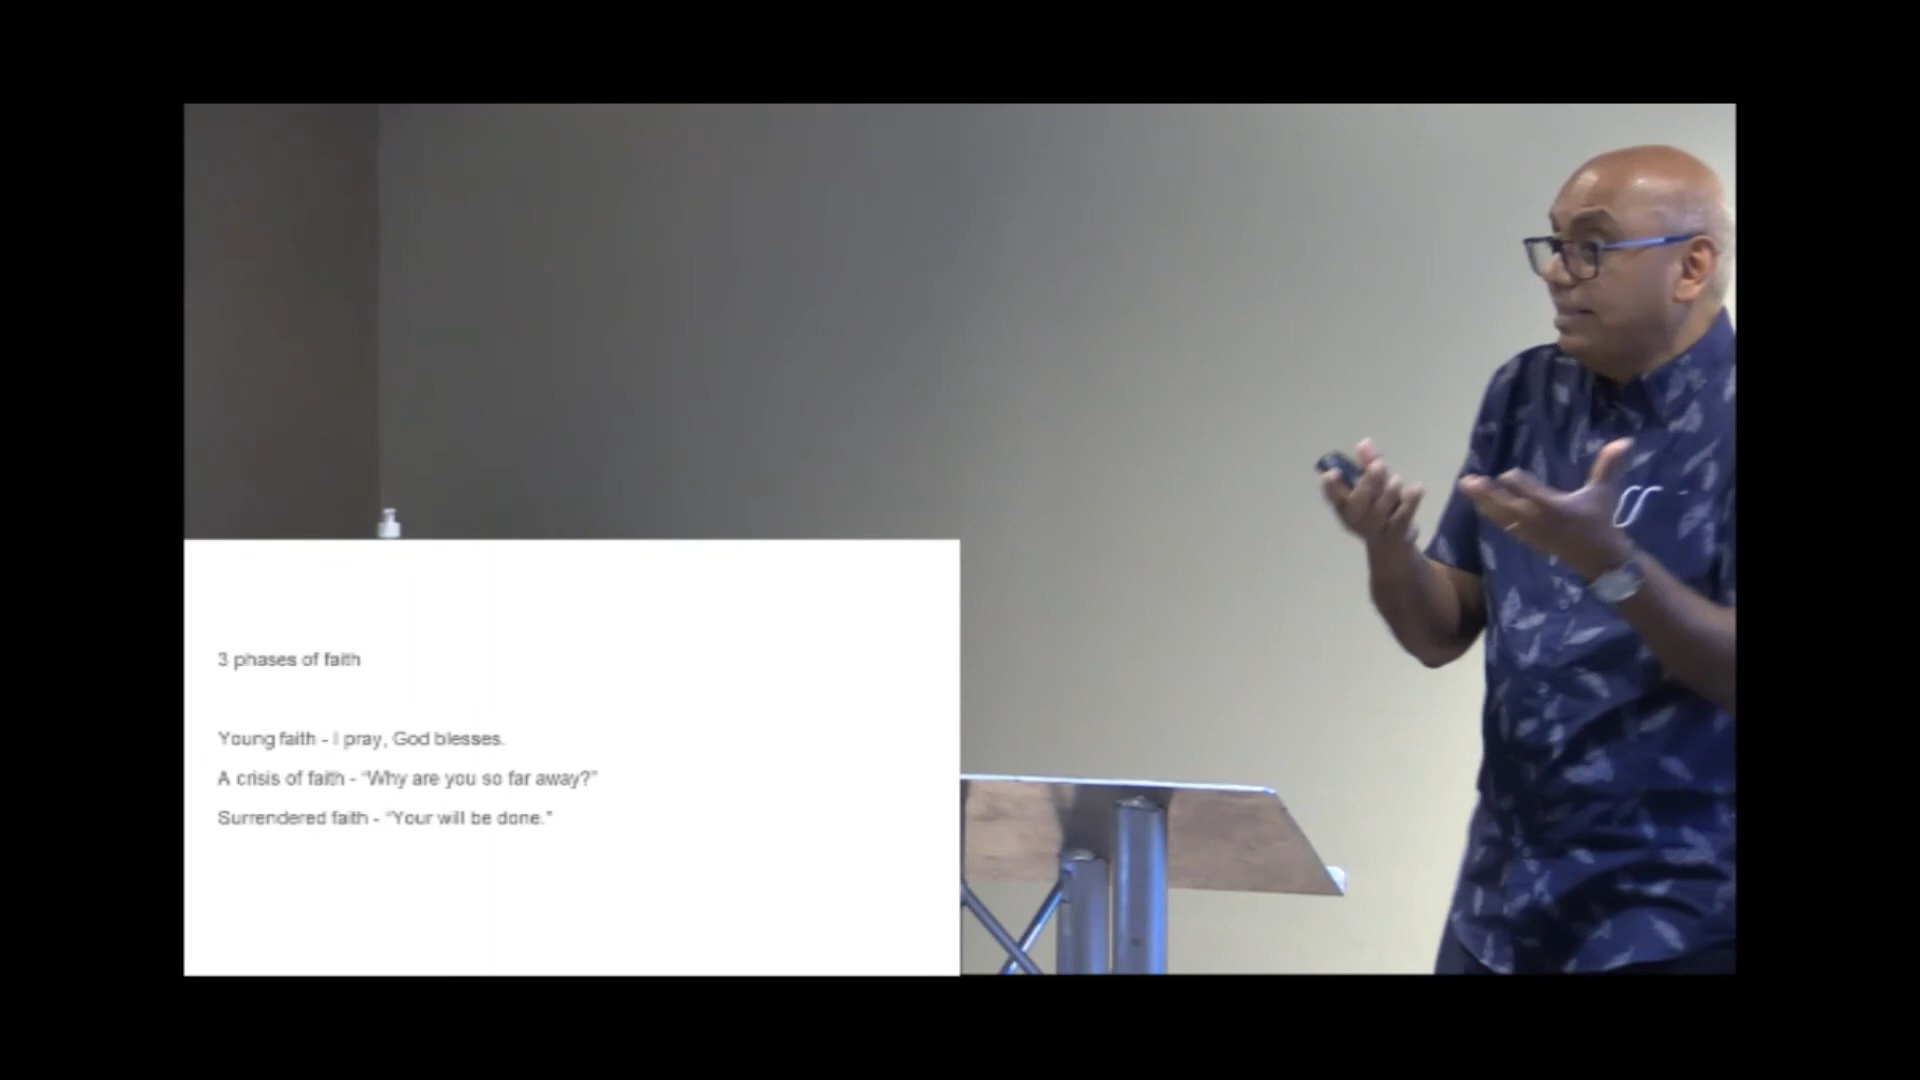 3 phases of faith
Young faith - I pray, God blesses.
A crisis of faith - “Why are you so far away?”
Surrendered faith - “Your will be done.”